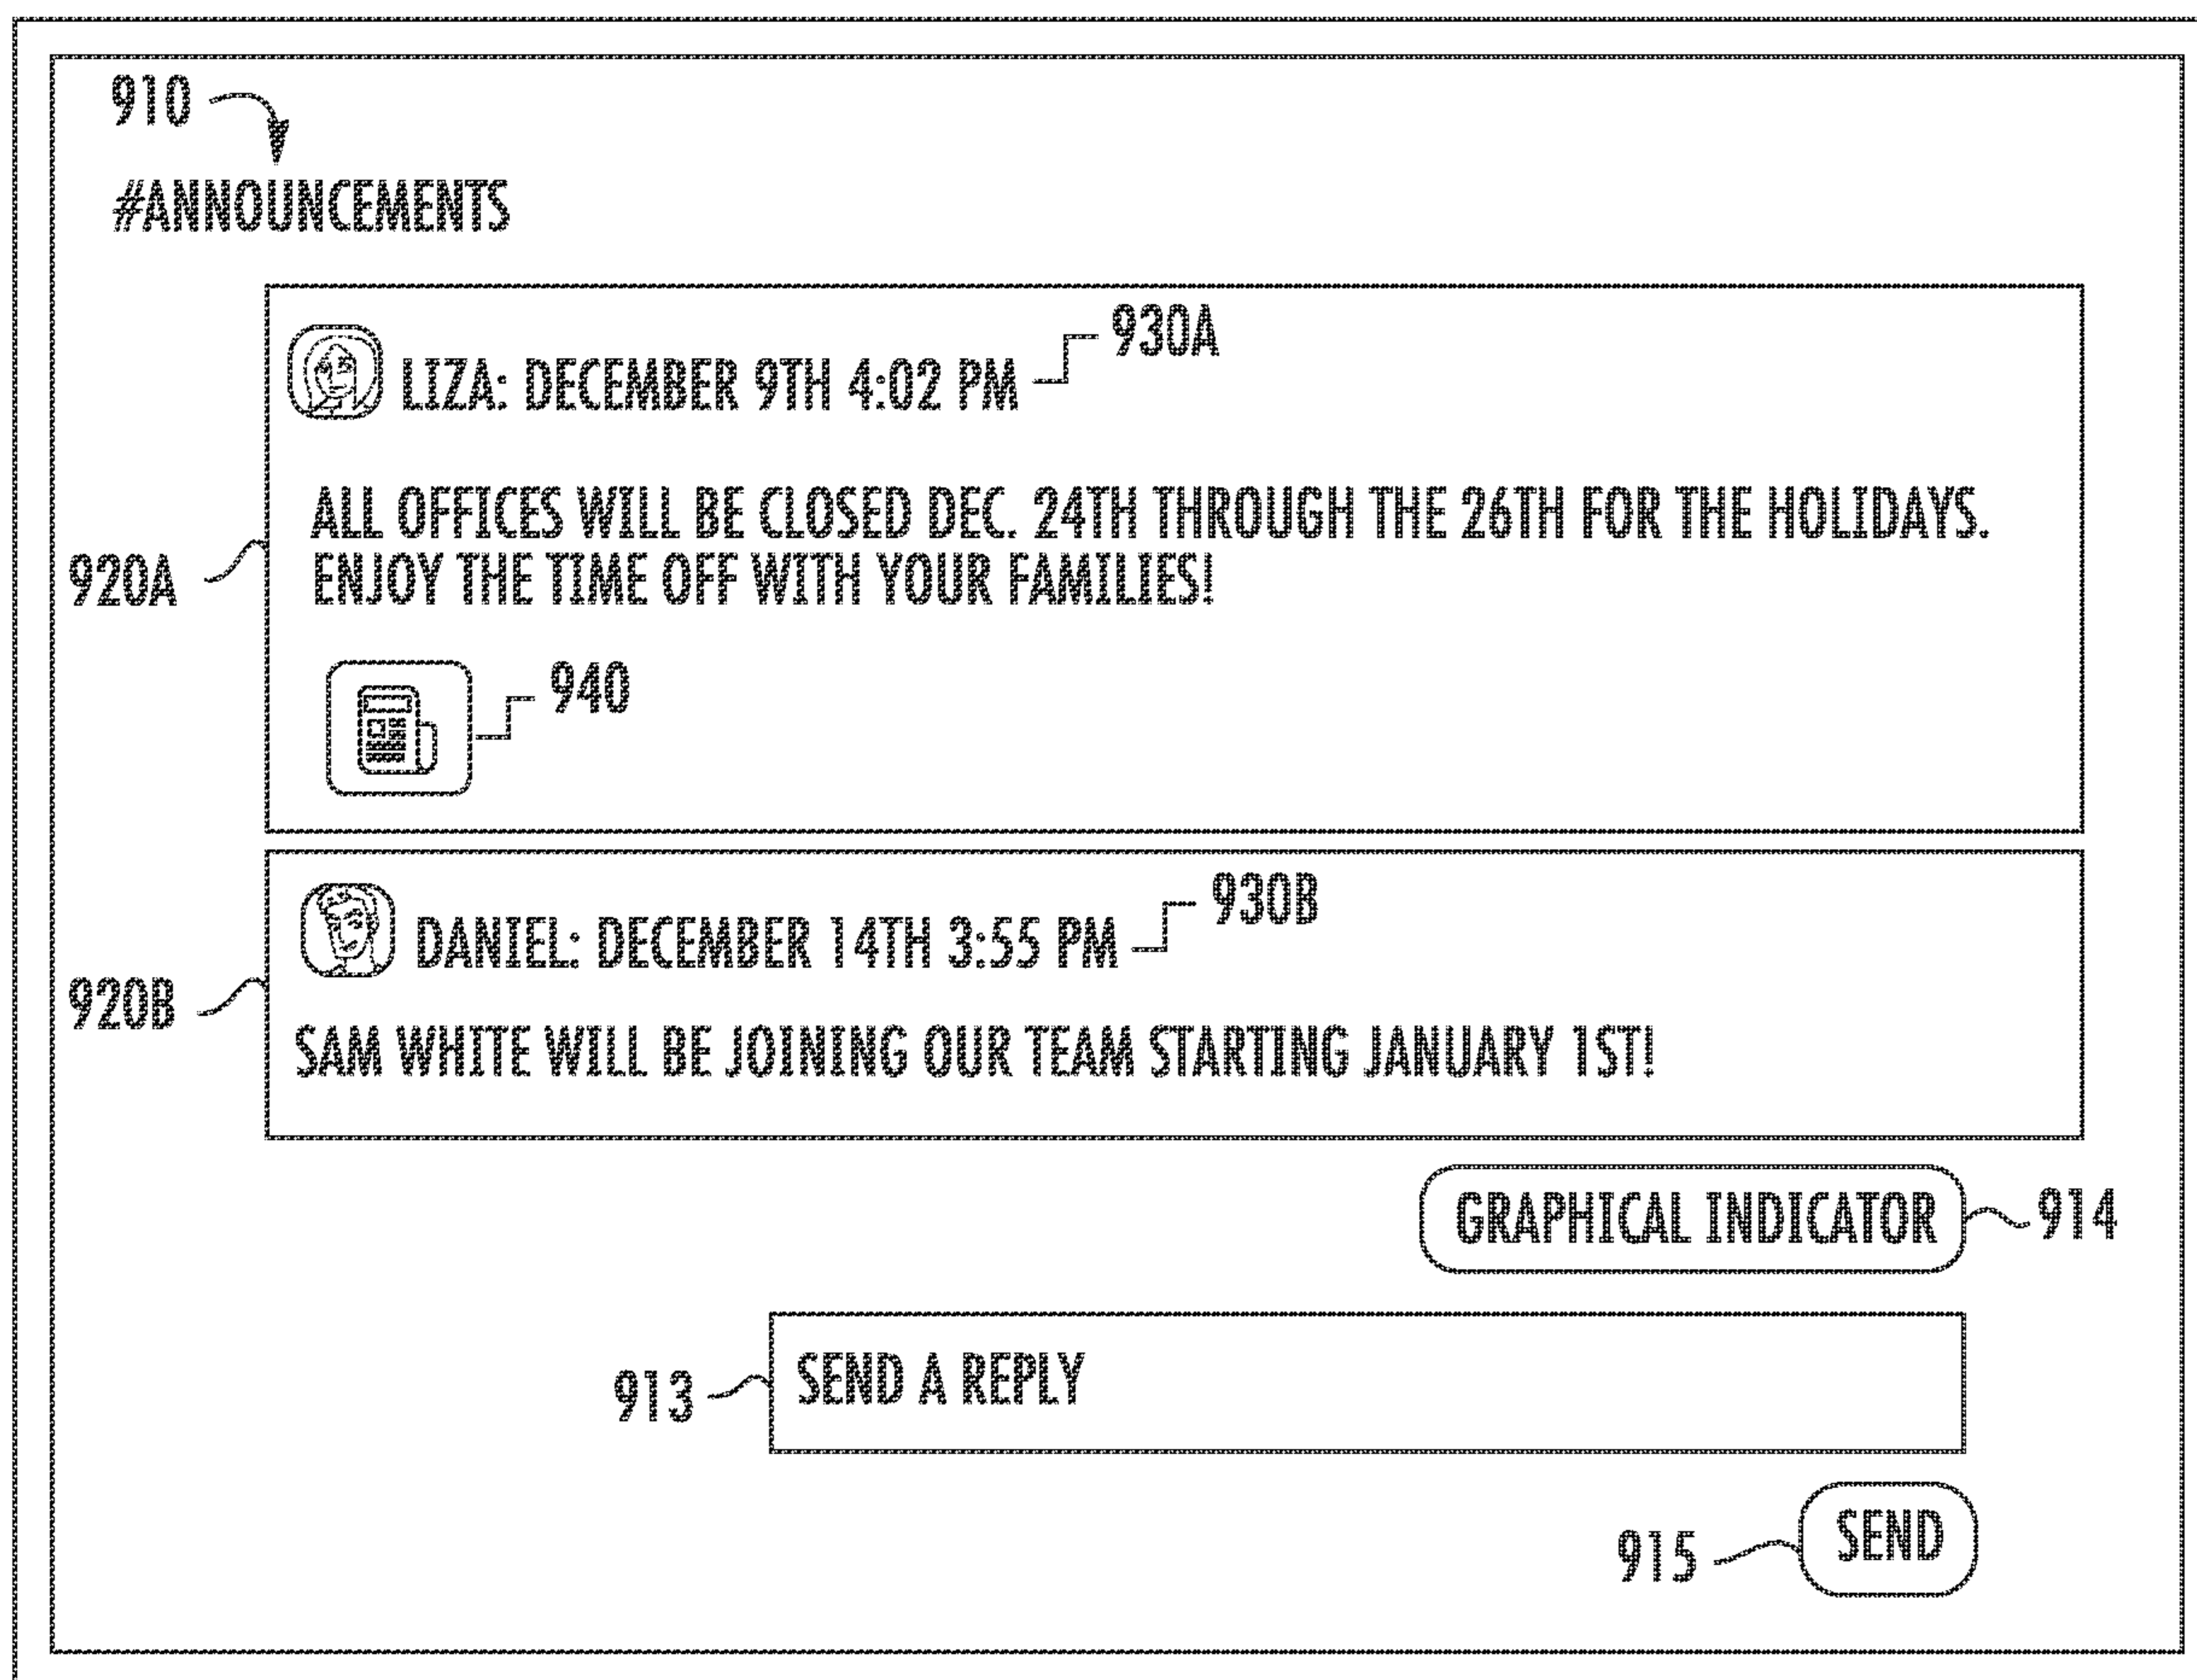 910
#ANNOUNCEMENTS
LIZA: DECEMBER 9TH 4:02 PM
930A
ALL OFFICES WILL BE CLOSED DEC. 24TH THROUGH THE 26TH FOR THE HOLIDAYS.
ENJOY THE TIME OFF WITH YOUR FAMILIES!
920A
940
DANIEL: DECEMBER 14TH 3:55 PM
930B
920B
SAM WHITE WILL BE JOINING OUR TEAM STARTING JANUARY 1ST!
GRAPHICAL INDICATOR
914
913
SEND A REPLY
915
SEND